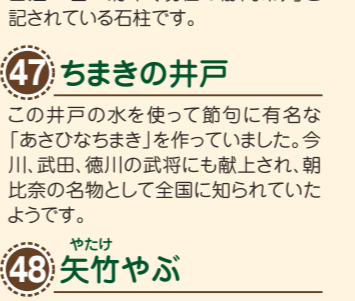 記されている石柱です。
47 ちまきの井戸
この井戸の水を使って節句に有名な
「あさひなちまき」を作っていました。今
川、武田、徳川の武将にも献上され、朝
比奈の名物として全国に知られていた
ようです。
やたけ
48 矢竹やぶ